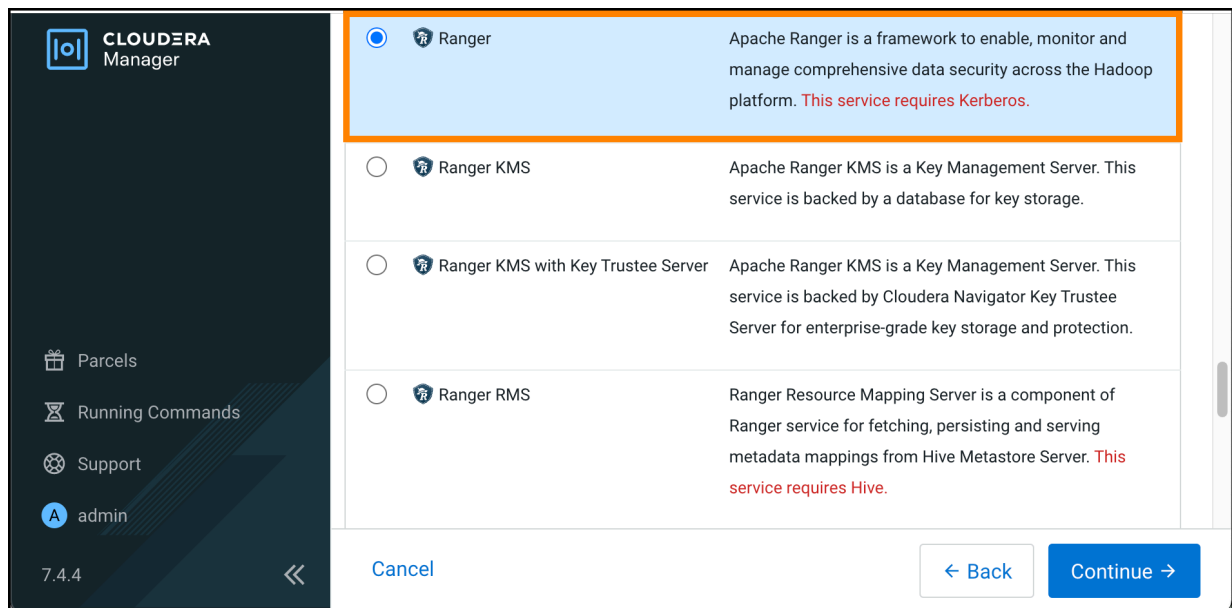 CLOUDERA
Manager
Parcels
Running Commands
Support
A admin
7.4.4
Ranger
Apache Ranger is a framework to enable, monitor and
manage comprehensive data security across the Hadoop
platform. This service requires Kerberos.
Ranger KMS
Apache Ranger KMS is a Key Management Server. This
service is backed by a database for key storage.
Ranger KMS with Key Trustee Server
Apache Ranger KMS is a Key Management Server. This
service is backed by Cloudera Navigator Key Trustee
Server for enterprise-grade key storage and protection.
Ranger RMS
Ranger Resource Mapping Server is a component of
Ranger service for fetching, persisting and serving
metadata mappings from Hive Metastore Server. This
service requires Hive.
Cancel
← Back
Continue →